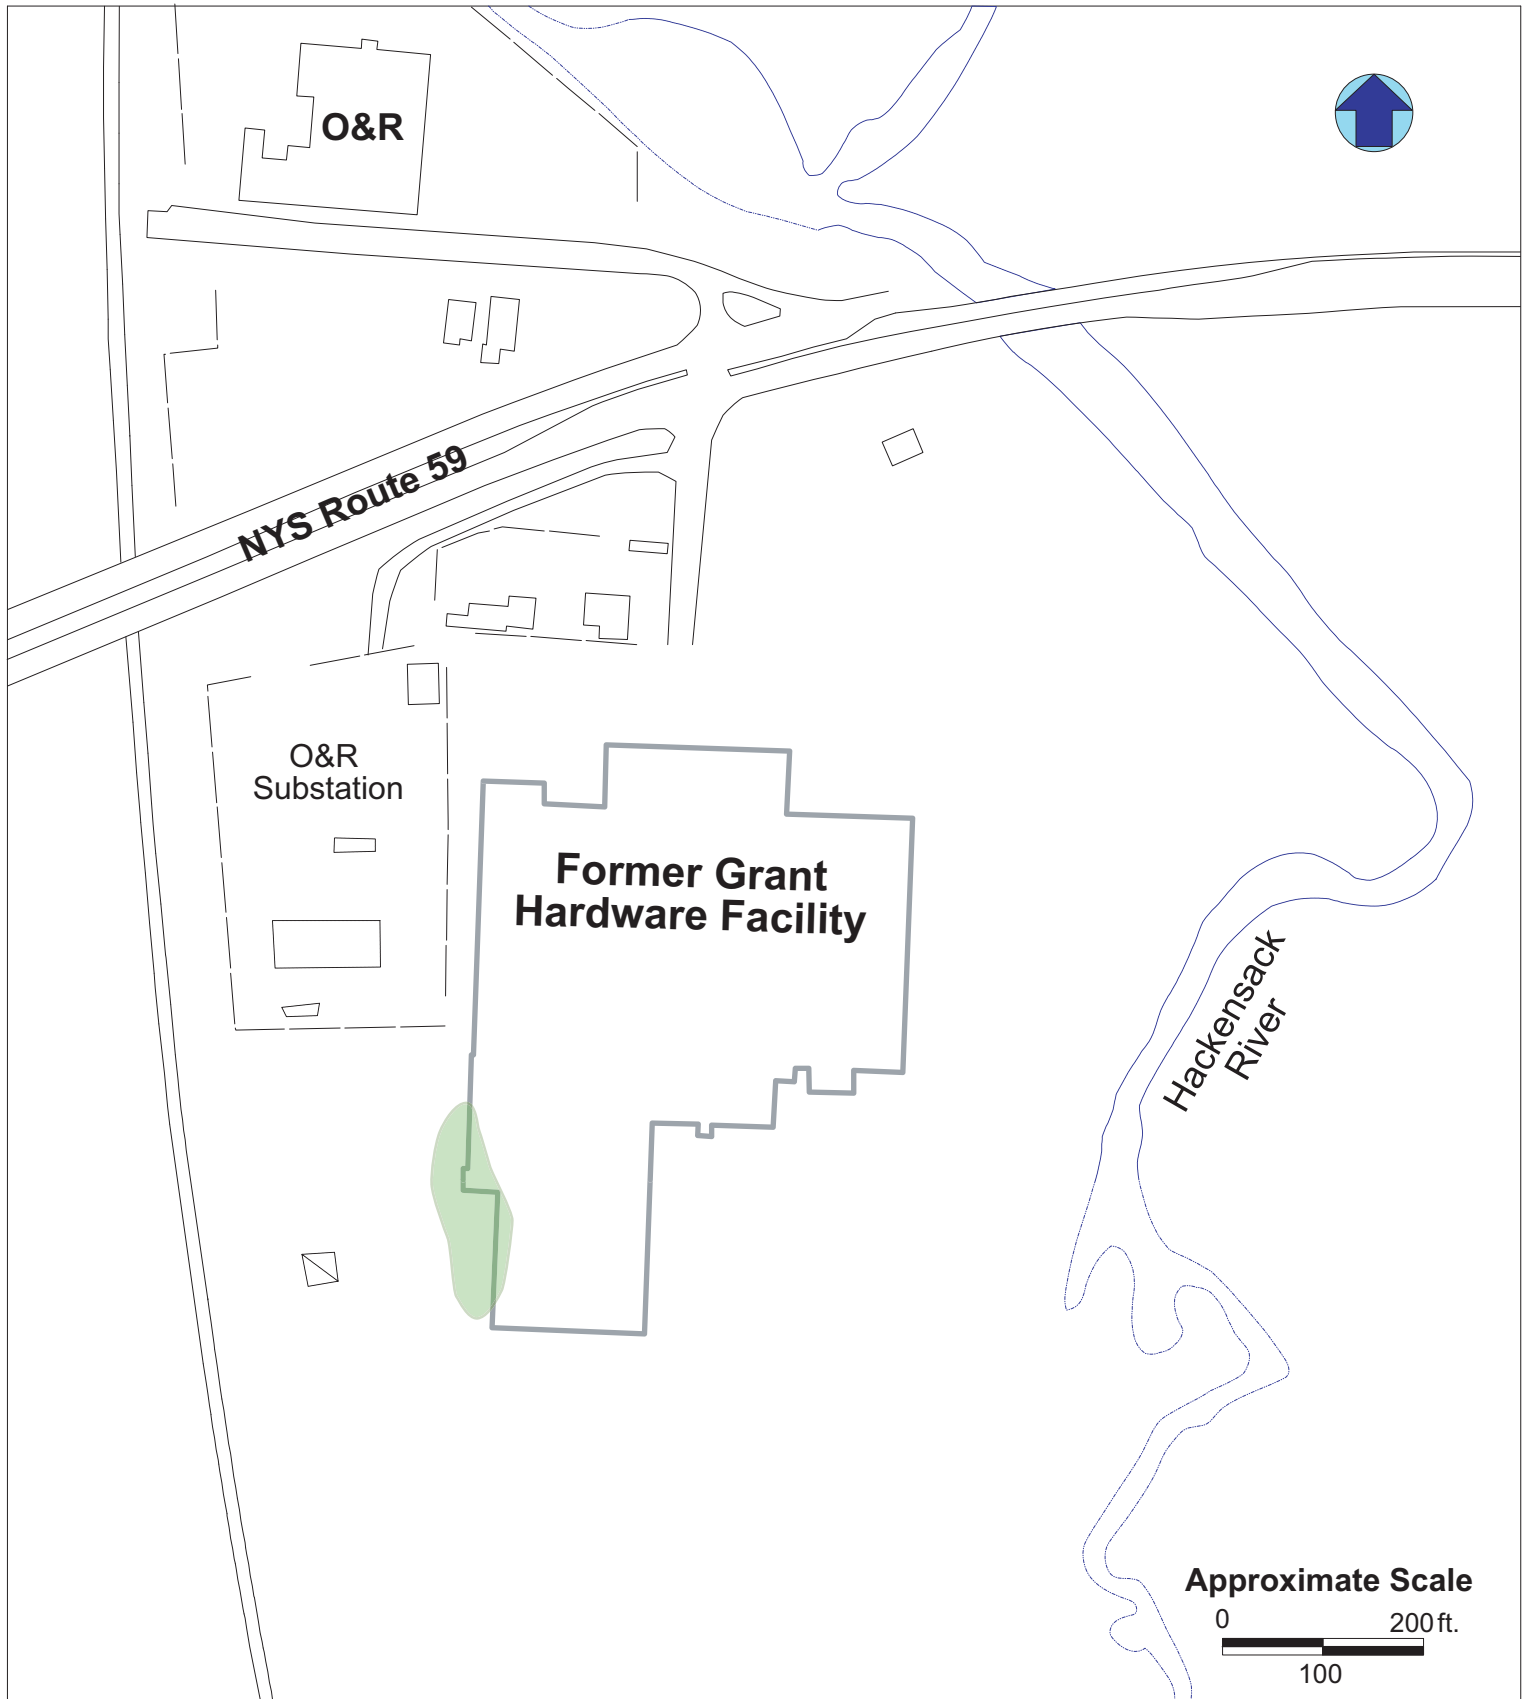 O&R
NYS Route 59
O&R
Substation
Former Grant
Hardware Facility
Hackensack
River
Approximate Scale
0 200 ft.
100